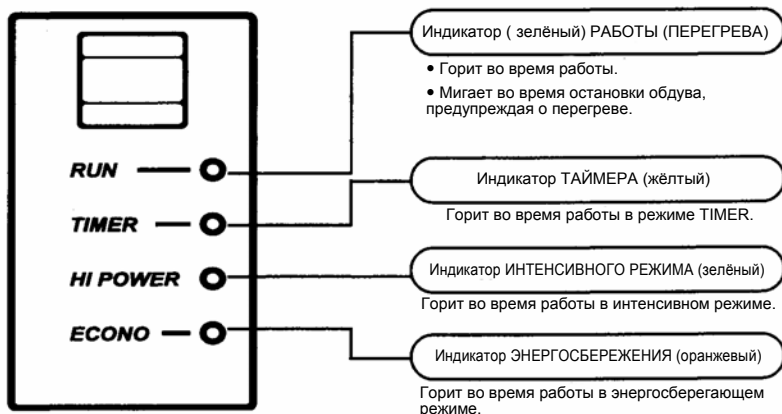 Индикатор ( зелёный) РАБОТЫ (ПЕРЕГРЕВА)
• Горит во время работы.
• Мигает во время остановки обдува,
предупреждая о перегреве.
RUN
Индикатор ТАЙМЕРА (жёлтый)
TIMER
Горит во время работы в режиме TIMER.
Индикатор ИНТЕНСИВНОГО РЕЖИМА (зелёный)
HI POWER
Горит во время работы в интенсивном режиме.
ECONO
Индикатор ЭНЕРГОСБЕРЕЖЕНИЯ (оранжевый)
Горит во время работы в энергосберегающем
режиме.